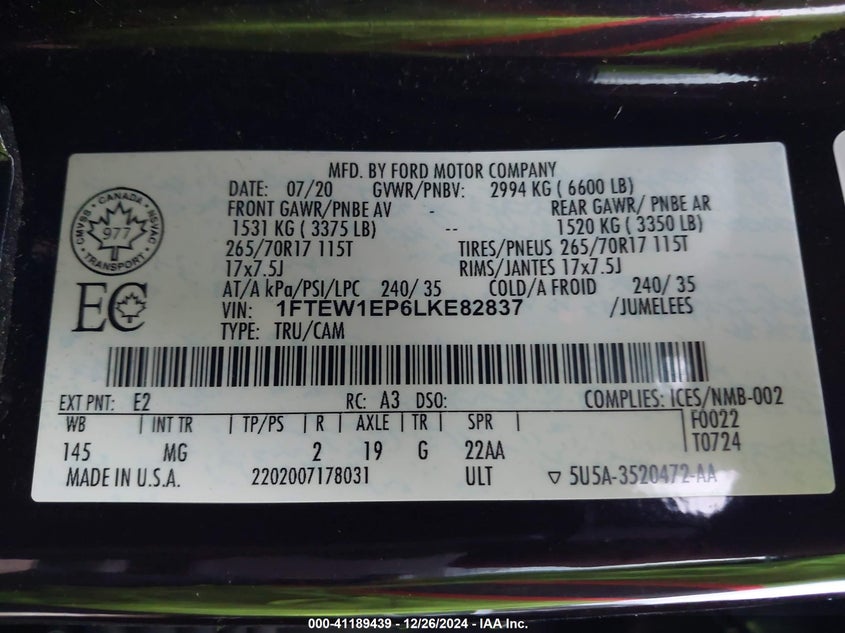 MFD. BY FORD MOTOR COMPANY
DATE: 07/20 GVWR/PNBV: 2994 KG ( 6600 LB)
FRONT GAWR/PNBE AV - REAR GAWR/ PNBE AR
1531 KG ( 3375 LB) -- 1520 KG ( 3350 LB)
265/70R17 115T TIRES/PNEUS 265/70R17 115T
17x7.5J RIMS/JANTES 17x7.5J
AT/A kPa/PSI/LPC 240/ 35 COLD/A FROID 240/ 35
VIN: 1FTEW1EP6LKE82837 /JUMELEES
TYPE: TRU/CAM
CANADA
CMVSS 977 NSVAC
TRANSPORT
EC
EXT PNT: E2 RC: A3 DSO: COMPLIES: ICES/NMB-002
WB | INT TR | TP/PS | R | AXLE | TR | SPR F0022
145 MG 2 19 G 22AA T0724
MADE IN U.S.A. 2202007178031 ULT ▽ 5U5A-3520472-AA
000-41189439 - 12/26/2024 - IAA Inc.